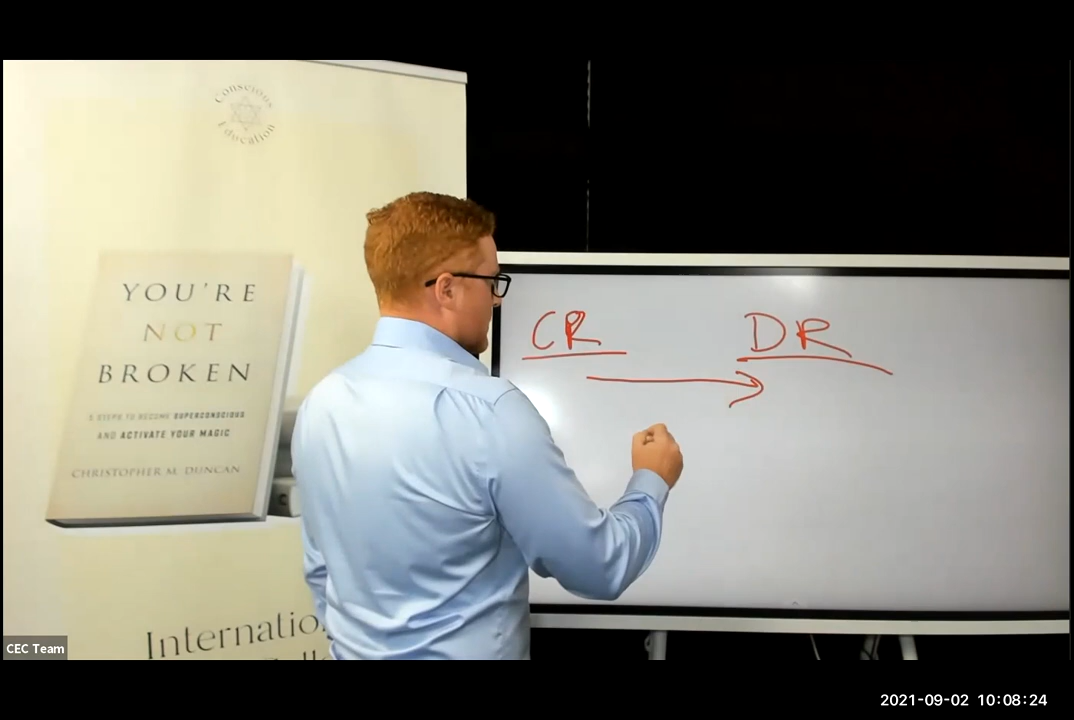 Conscious
Education
YOU'RE
NOT
BROKEN
5 STEPS TO BECOME SUPERCONSCIOUS
AND ACTIVATE YOUR MAGIC
CHRISTOPHER M. DUNCAN
CR
DR
CEC Team
2021-09-02 10:08:24